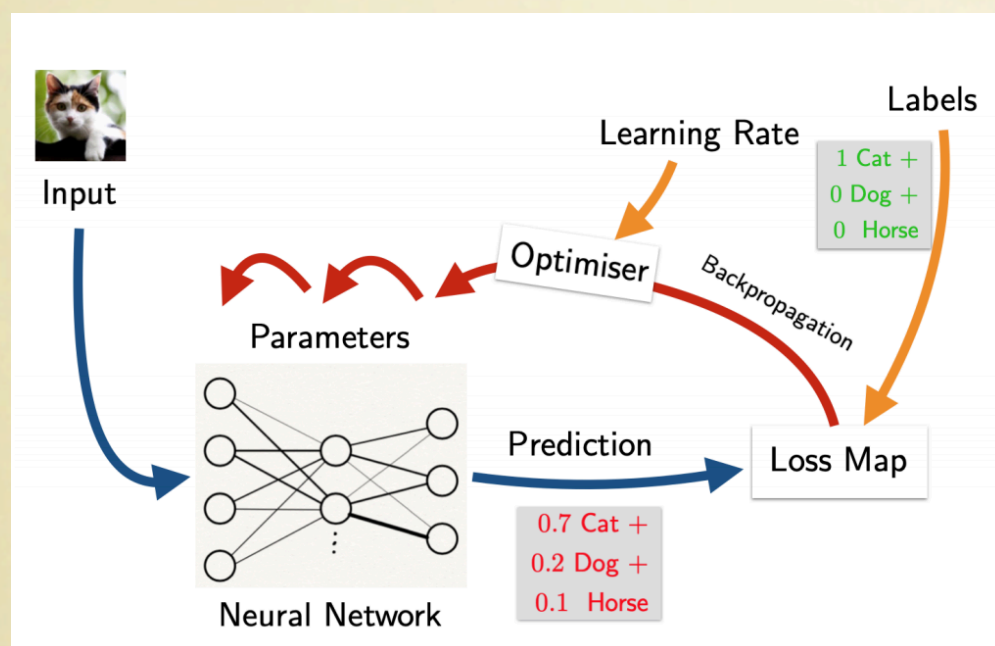 Input
Learning Rate
Labels
1 Cat +
0 Dog +
0 Horse
Optimiser
Backpropagation
Parameters
Prediction
Loss Map
0.7 Cat +
0.2 Dog +
0.1 Horse
⋮
Neural Network